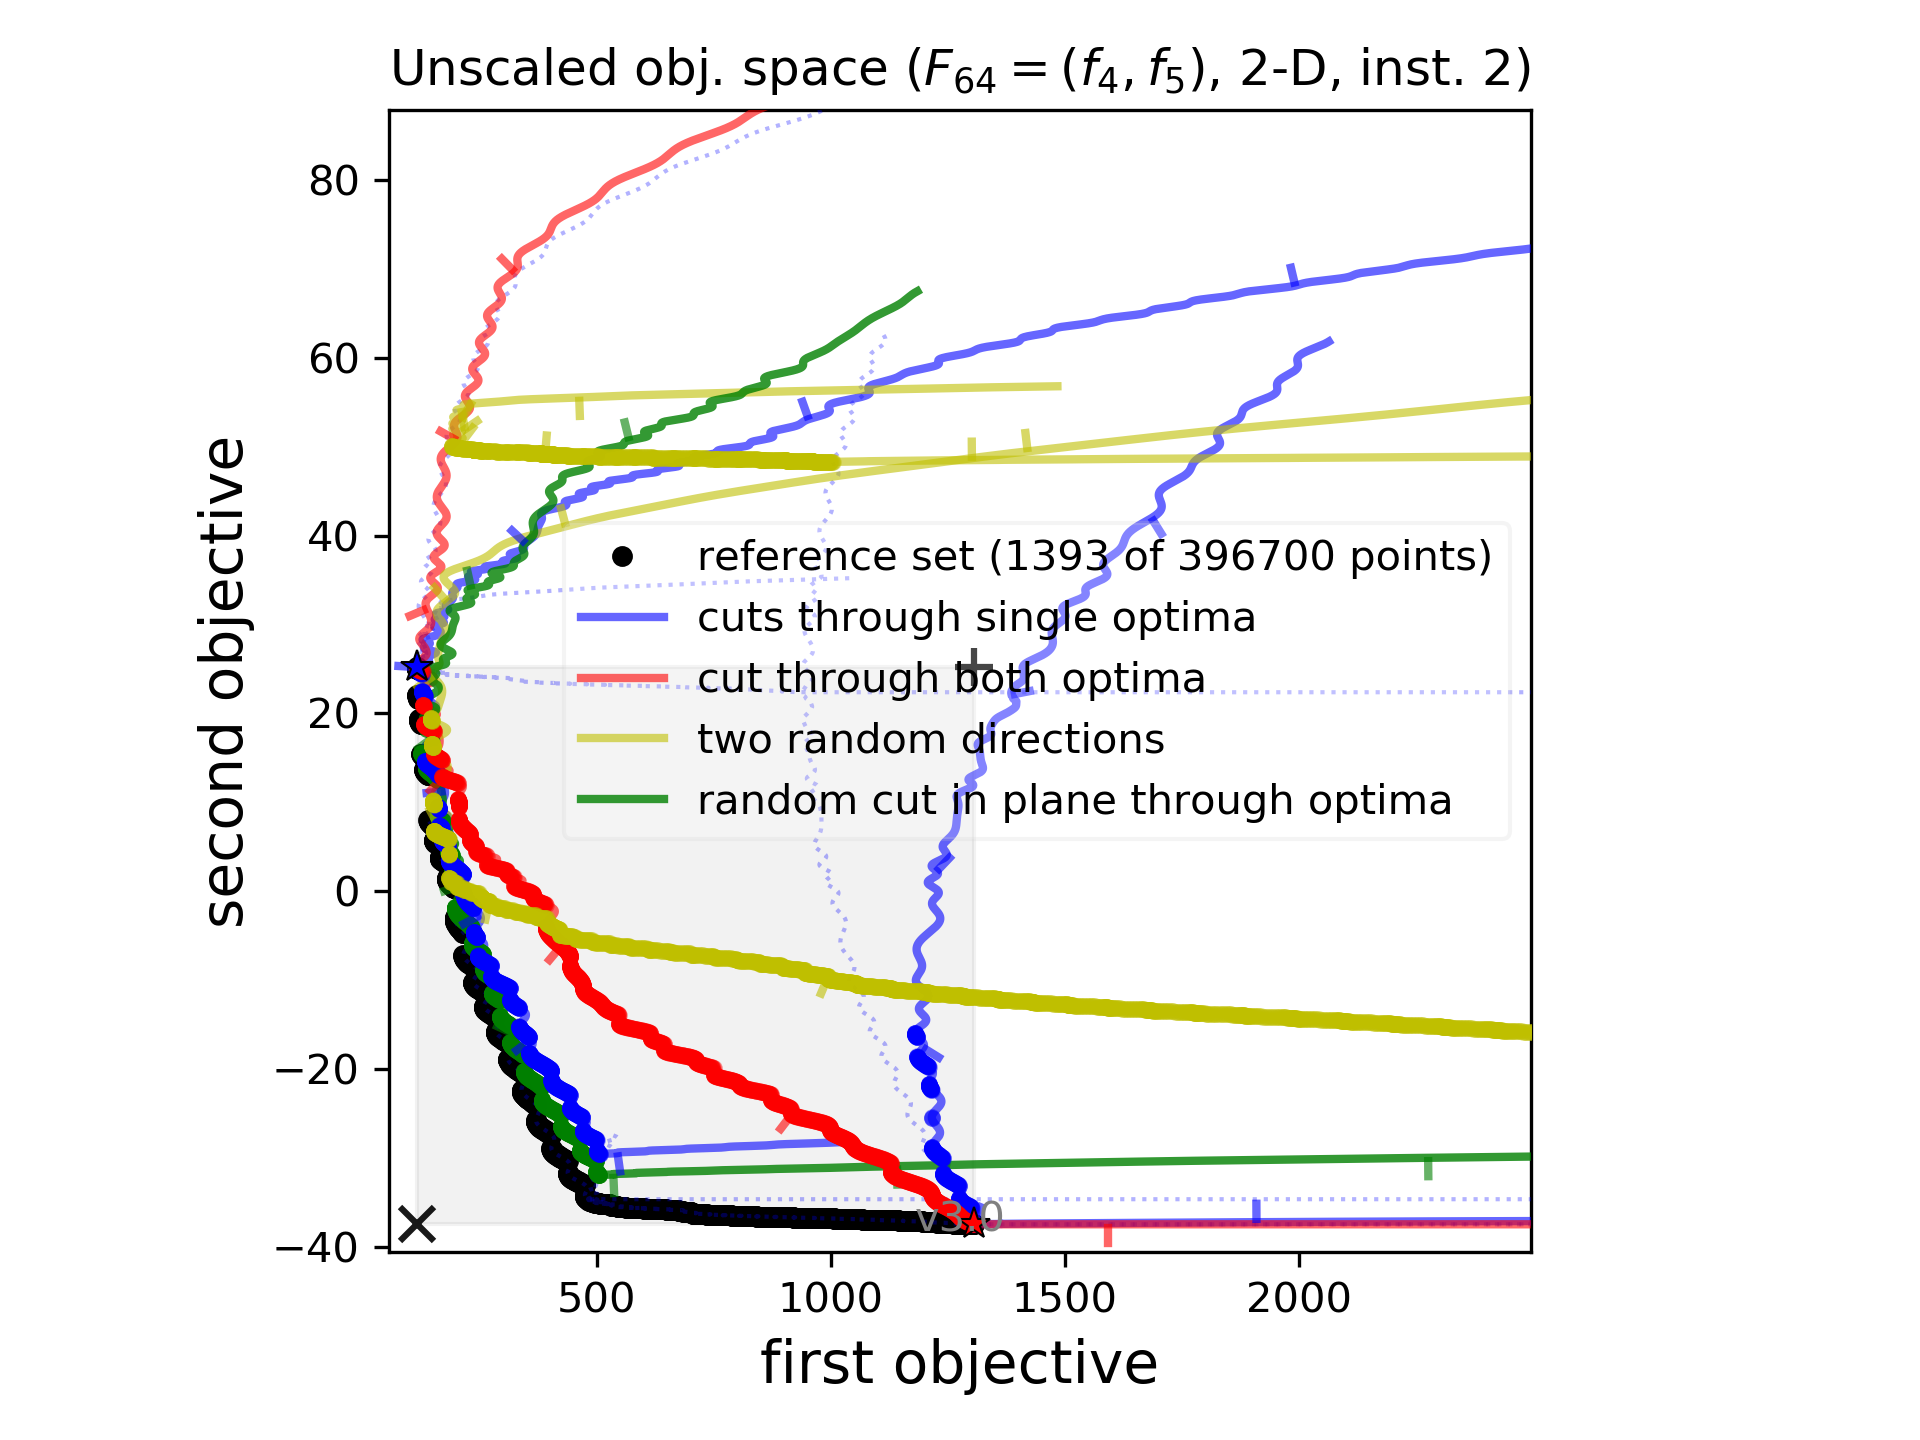 Unscaled obj. space (F64 = (f4, f5), 2-D, inst. 2)
second objective
80
60
40
20
0
−20
−40
reference set (1393 of 396700 points)
cuts through single optima
cut through both optima
two random directions
random cut in plane through optima
v3.0
500 1000 1500 2000
first objective